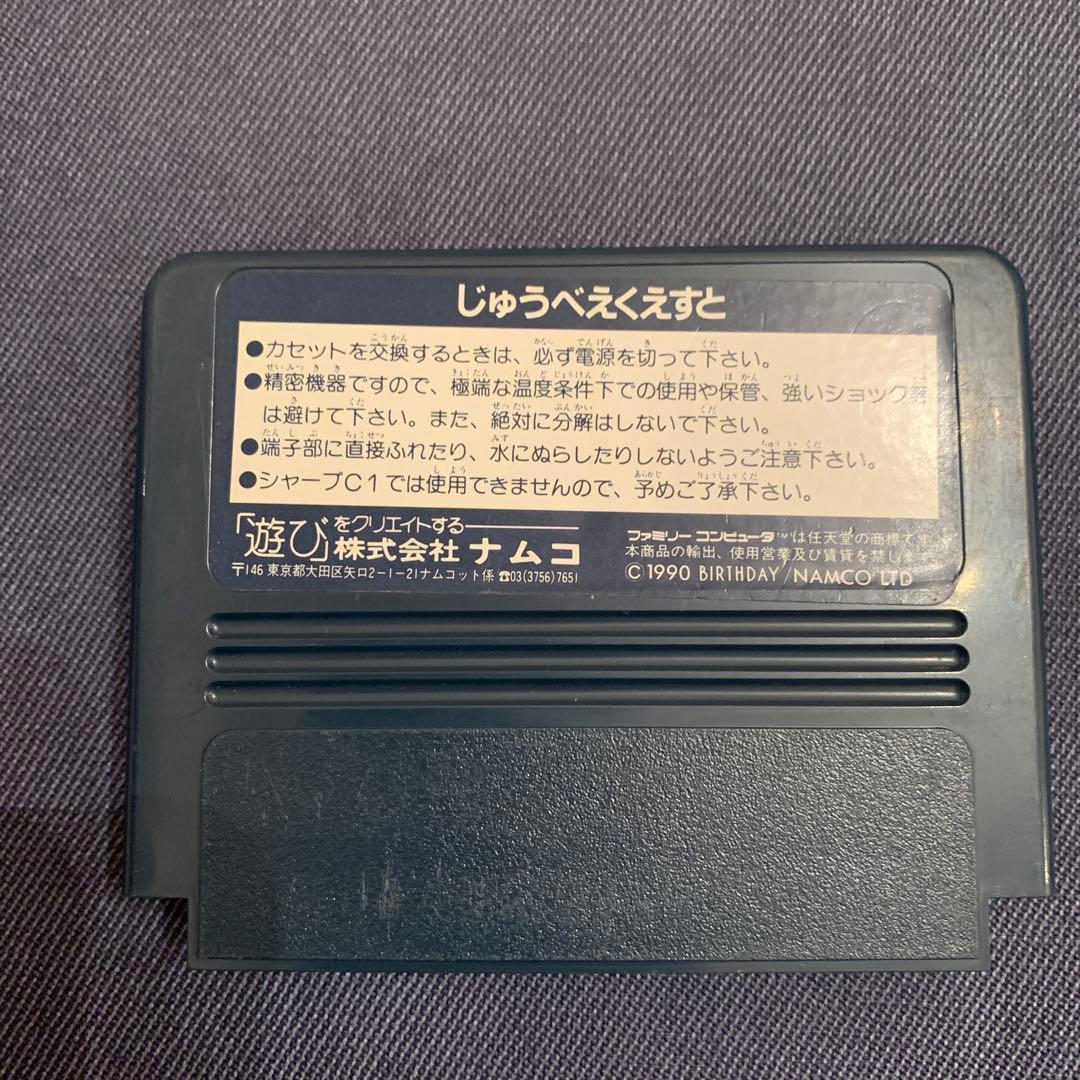 じゅうべえくえすと
●カセットを交換するときは、必ず電源を切って下さい。
●精密機器ですので、極端な温度条件下での使用や保管、強いショック等
は避けて下さい。また、絶対に分解はしないで下さい。
●端子部に直接ふれたり、水にぬらしたりしないようご注意下さい。
●シャープC1では使用できませんので、予めご了承下さい。
「遊び」をクリエイトする
株式会社 ナムコ
〒146 東京都大田区矢口2-1-21ナムコット係 ☎03(3756)7651
ファミリー コンピュータ™は任天堂の商標です。
本商品の輸出、使用営業及び賃貸を禁じます。
©1990 BIRTHDAY/NAMCO LTD